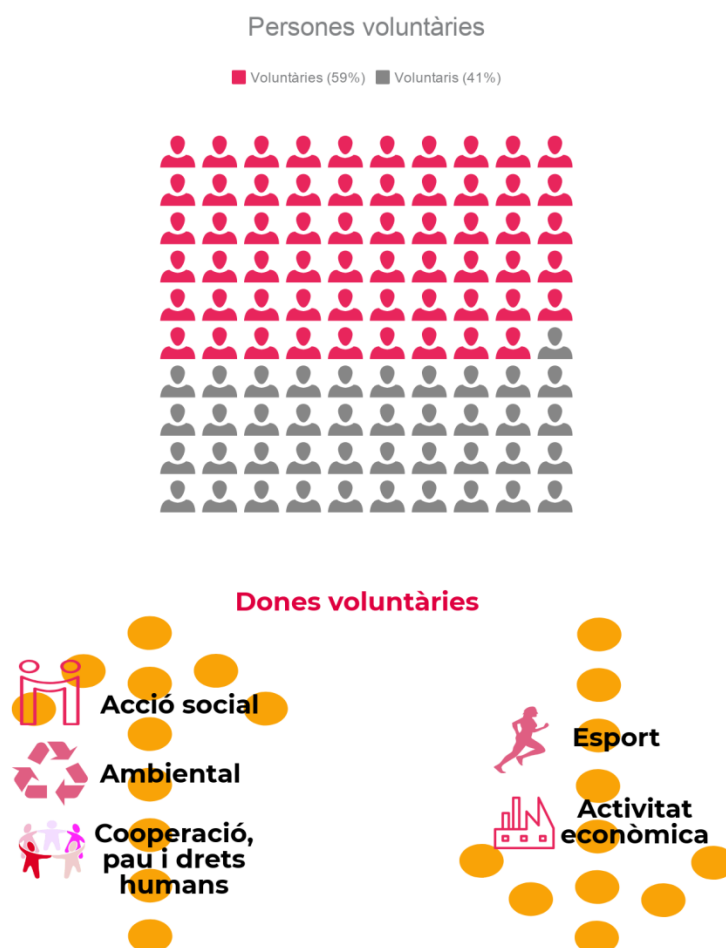 Persones voluntàries
Voluntàries (59%) Voluntaris (41%)
Dones voluntàries
Acció social
Ambiental
Cooperació,
pau i drets
humans
Esport
Activitat
econòmica